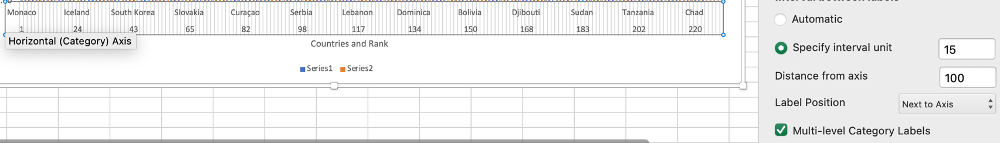 Monaco Iceland South Korea Slovakia Curaçao Serbia Lebanon Dominica Bolivia Djibouti Sudan Tanzania Chad
1 24 43 65 82 98 117 134 150 168 183 202 220
Horizontal (Category) Axis
Countries and Rank
Series1 Series2
Automatic
Specify interval unit 15
Distance from axis 100
Label Position Next to Axis
Multi-level Category Labels